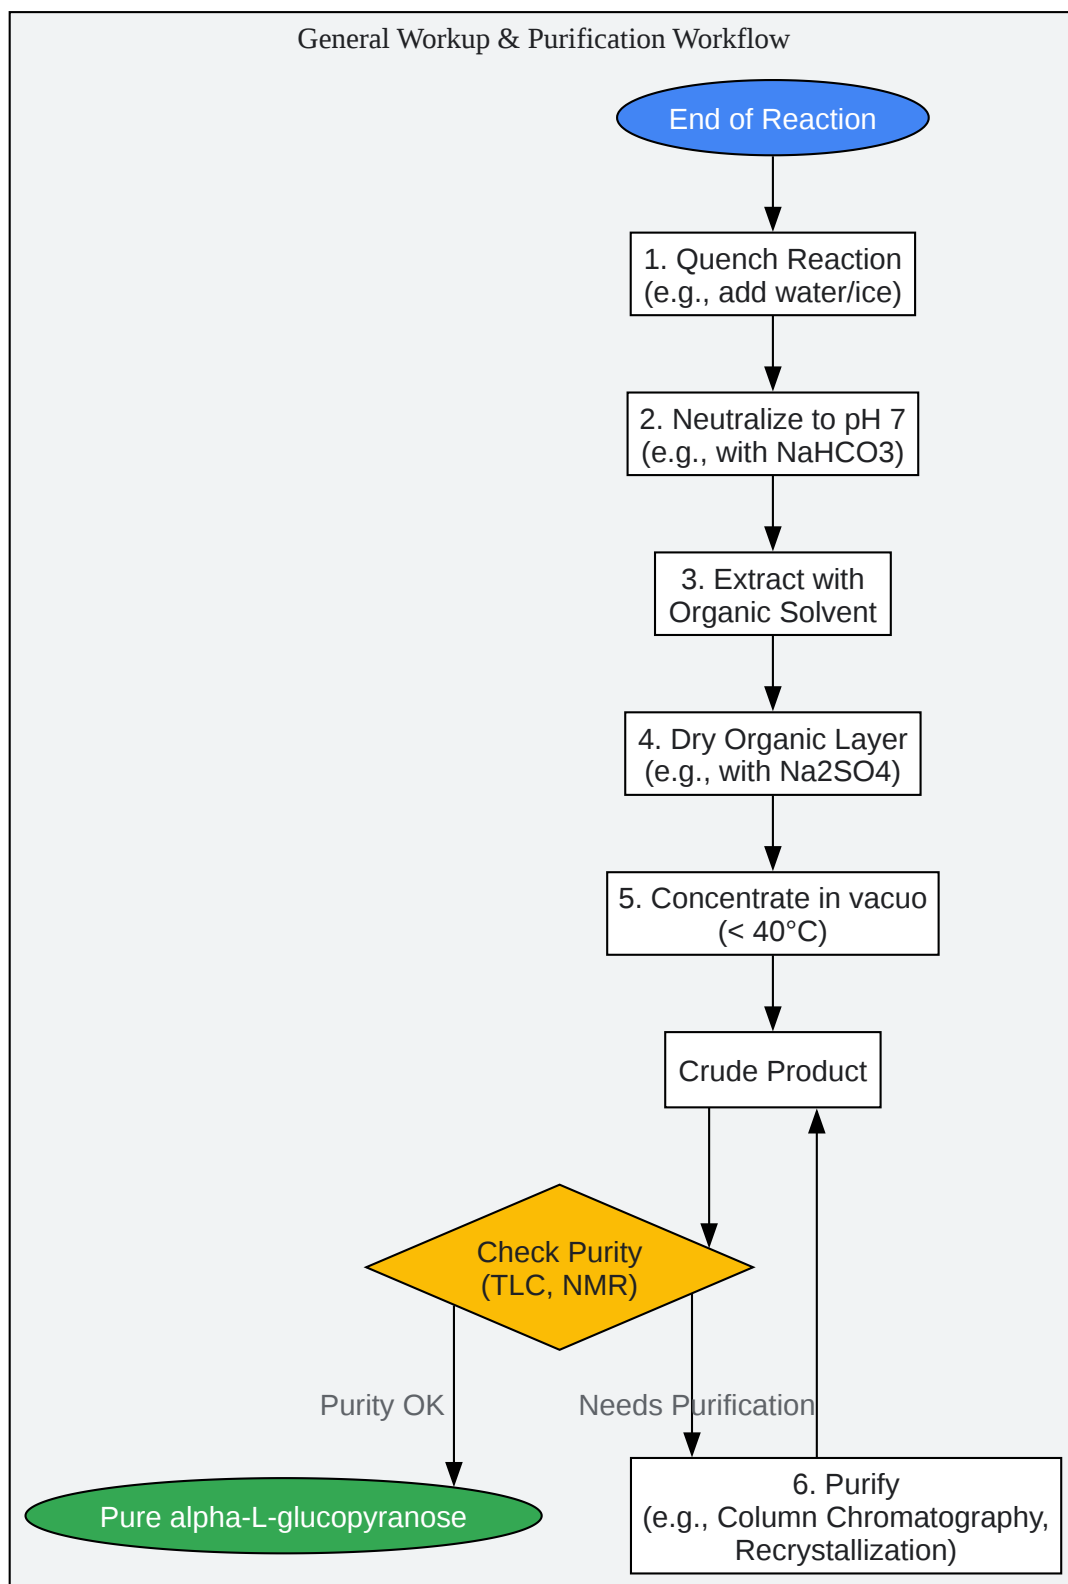 General Workup & Purification Workflow
End of Reaction
1. Quench Reaction
(e.g., add water/ice)
2. Neutralize to pH 7
(e.g., with NaHCO3)
3. Extract with
Organic Solvent
4. Dry Organic Layer
(e.g., with Na2SO4)
5. Concentrate in vacuo
(< 40°C)
Crude Product
Check Purity
(TLC, NMR)
Purity OK
Needs Purification
Pure alpha-L-glucopyranose
6. Purify
(e.g., Column Chromatography,
Recrystallization)